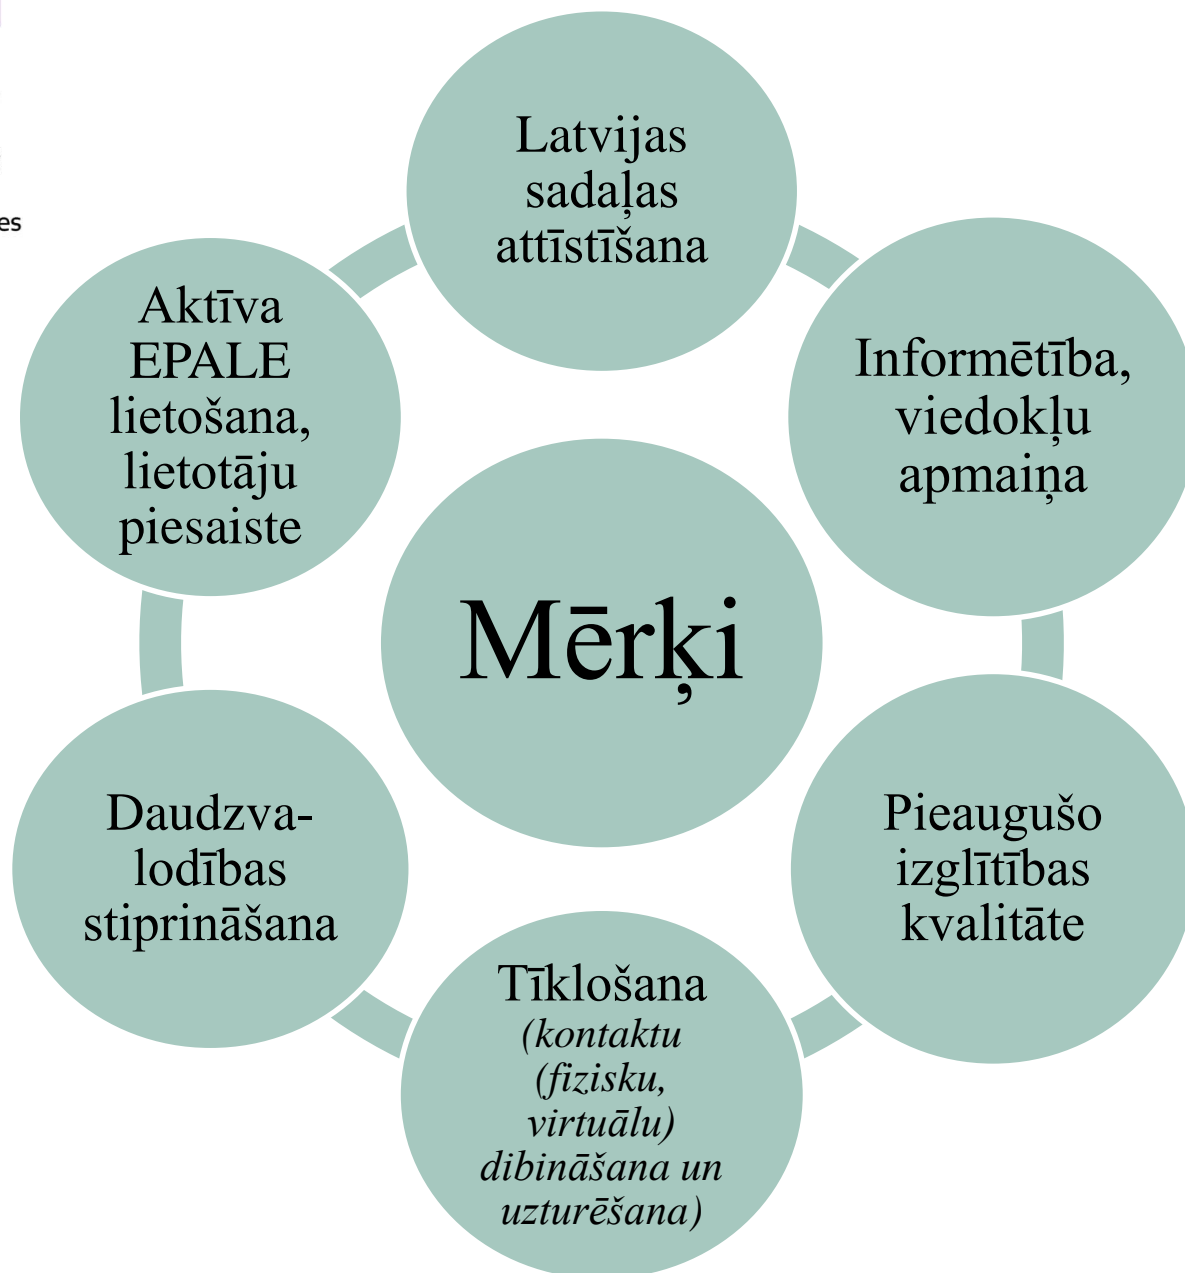 es
Latvijas
sadaļas
attīstīšana
Informētība,
viedokļu
apmaiņa
Pieaugušo
izglītības
kvalitāte
Tīklošana
(kontaktu
(fizisku,
virtuālu)
dibināšana un
uzturēšana)
Daudzva-
lodības
stiprināšana
Aktīva
EPALE
lietošana,
lietotāju
piesaiste
Mērķi